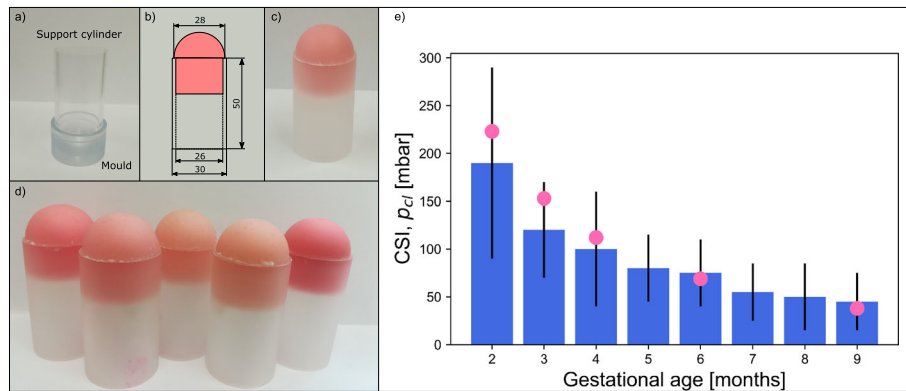 a)
Support cylinder
Mould
b)
28
50
26
30
c)
d)
e)
300
250
200
150
100
50
0
CSI, p_cl [mbar]
2 3 4 5 6 7 8 9
Gestational age [months]